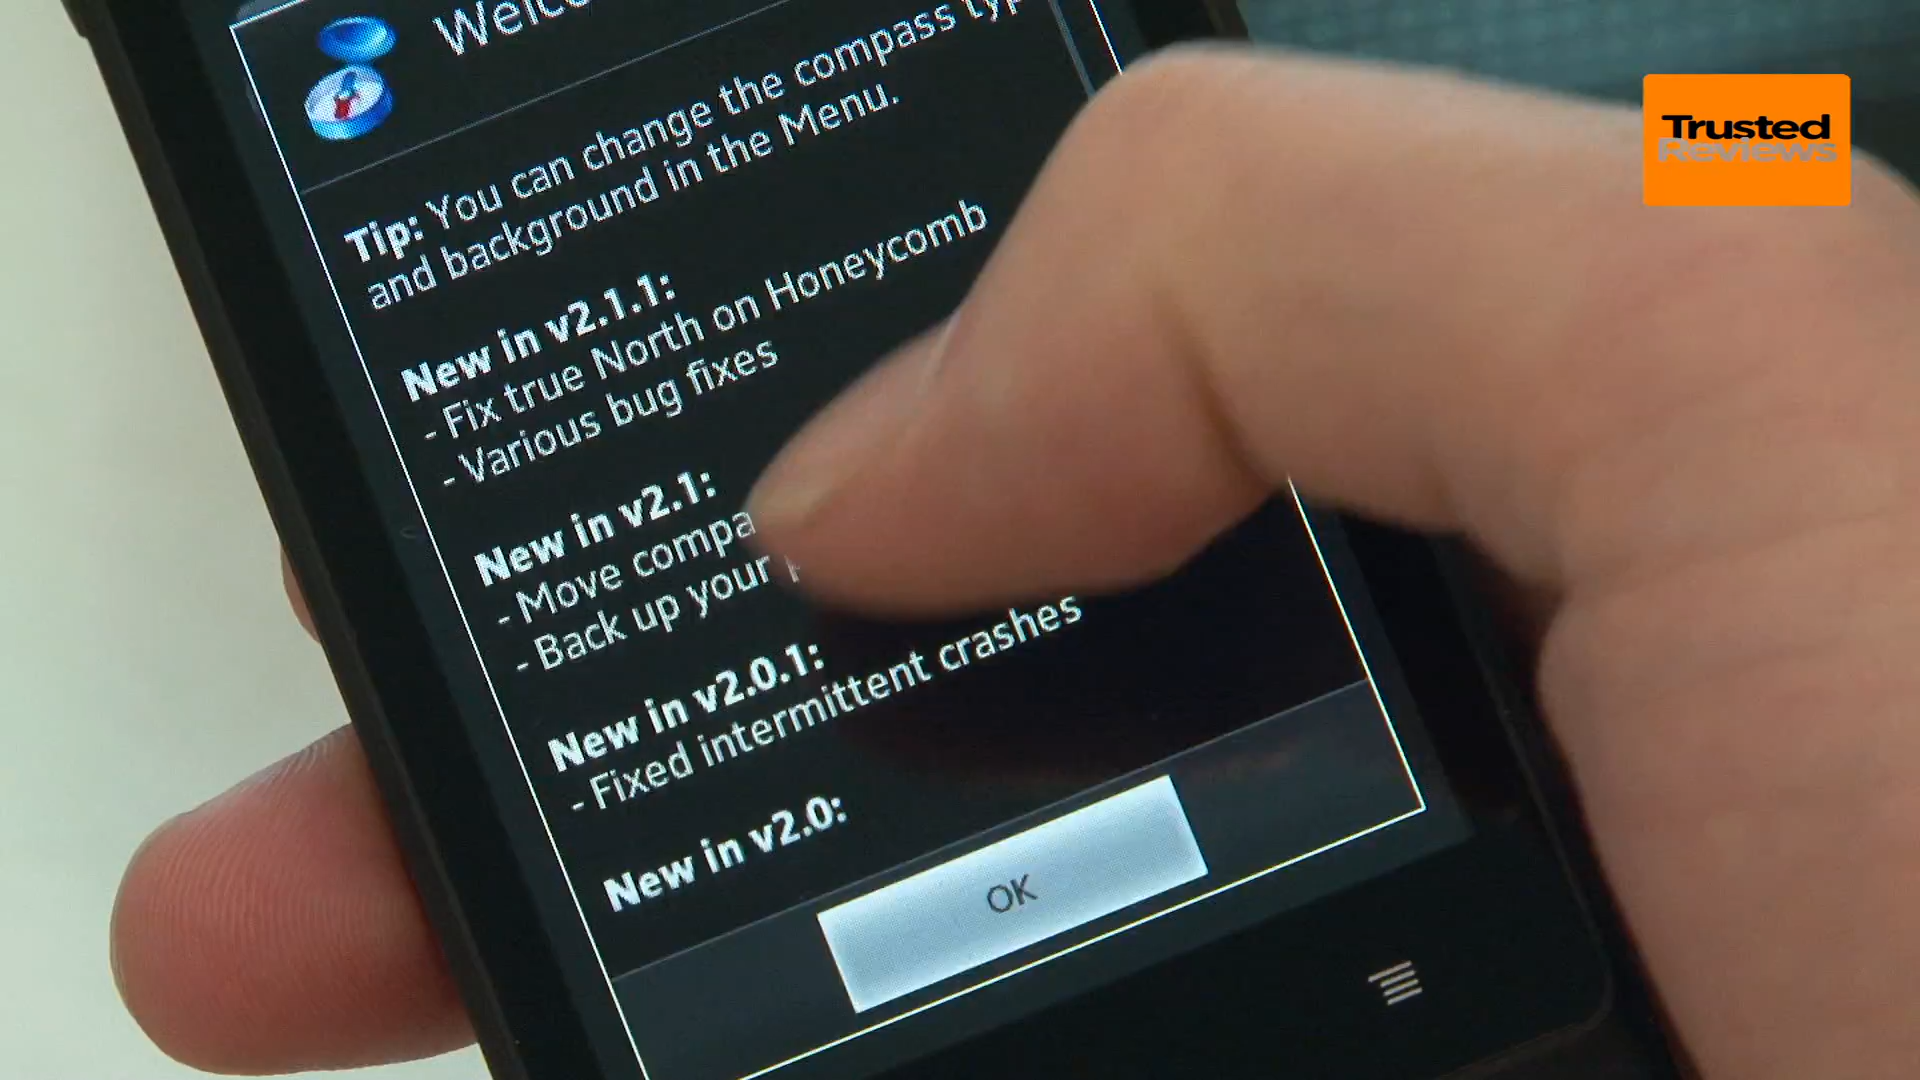 Tip: You can change the compass
and background in the Menu.
New in v2.1.1:
- Fix true North on Honeycomb
- Various bug fixes
New in v2.1:
- Move
- Back up your
New in v2.0.1:
- Fixed intermittent crashes
New in v2.0:
OK
Trusted
Reviews